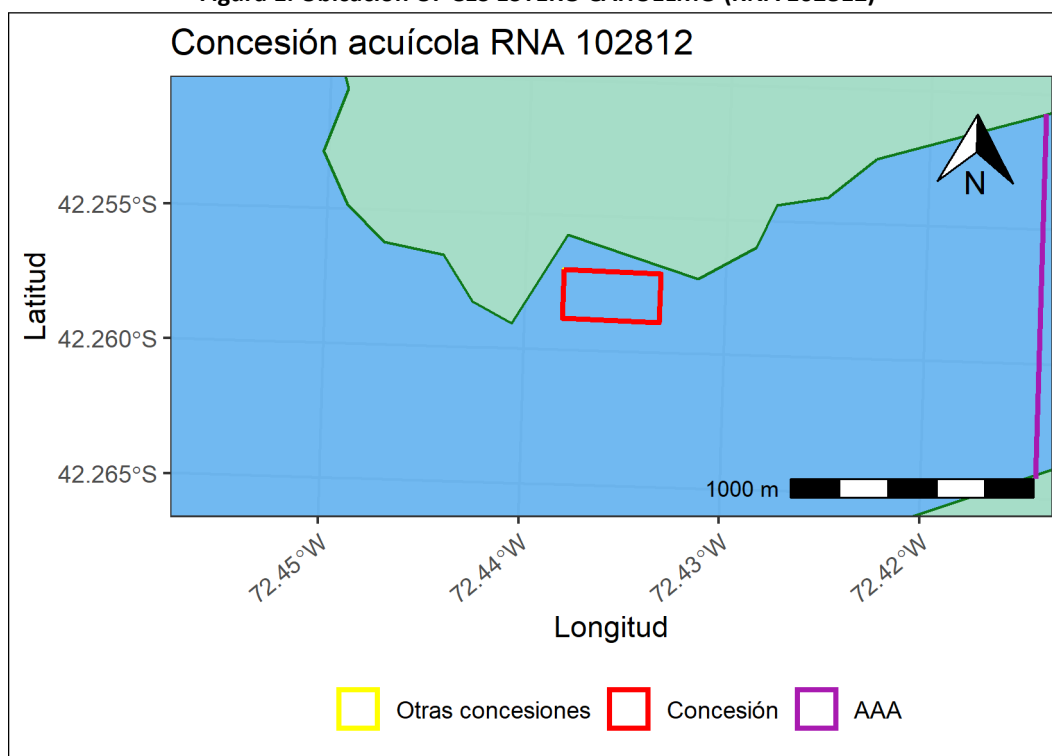 Concesión acuícola RNA 102812
N
42.255°S
42.260°S
42.265°S
Latitud
1000 m
72.45°W
72.44°W
72.43°W
72.42°W
Longitud
Otras concesiones
Concesión
AAA